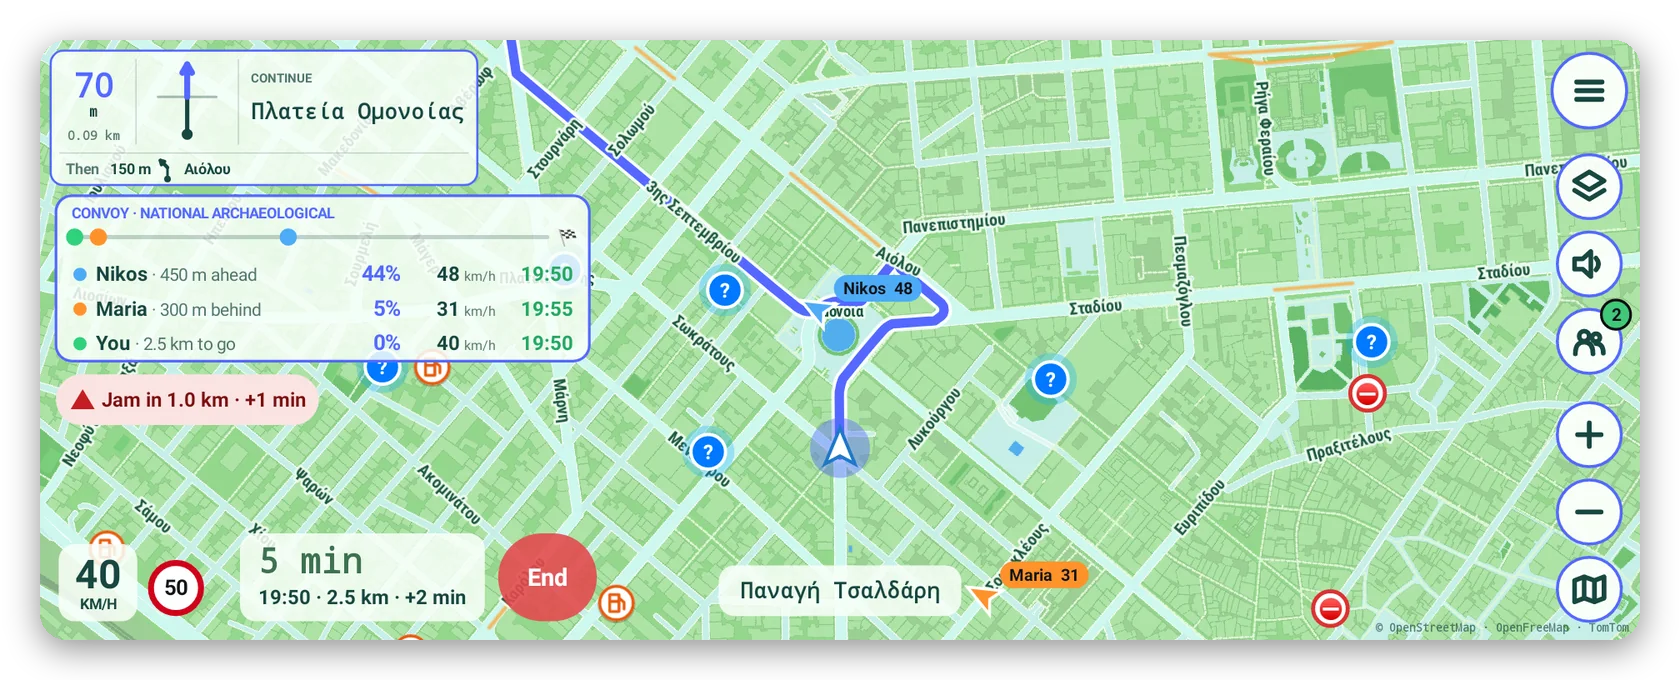 70
m
0.09 km
CONTINUE
Πλατεία Ομονοίας
Then 150 m Αιόλου
CONVOY · NATIONAL ARCHAEOLOGICAL
Nikos · 450 m ahead 44% 48 km/h 19:50
Maria · 300 m behind 5% 31 km/h 19:55
You · 2.5 km to go 0% 40 km/h 19:50
Jam in 1.0 km · +1 min
Στουρνάρη
Σολωμού
3ης Σεπτεμβρίου
Πανεπιστημίου
Αιόλου
Nikos 48
Σταδίου
Σταδίου
Ρήγα Φεραίου
Πεσμαζόγλου
2
?
?
?
?
?
Σωκράτους
Λυκούργου
Μάρνη
Πραξιτέλους
Ευριπίδου
Ψαρών
Ακομινάτου
Σάμου
40
KM/H
50
5 min
19:50 · 2.5 km · +2 min
End
Παναγή Τσαλδάρη
Maria 31
© OpenStreetMap · OpenFreeMap · TomTom